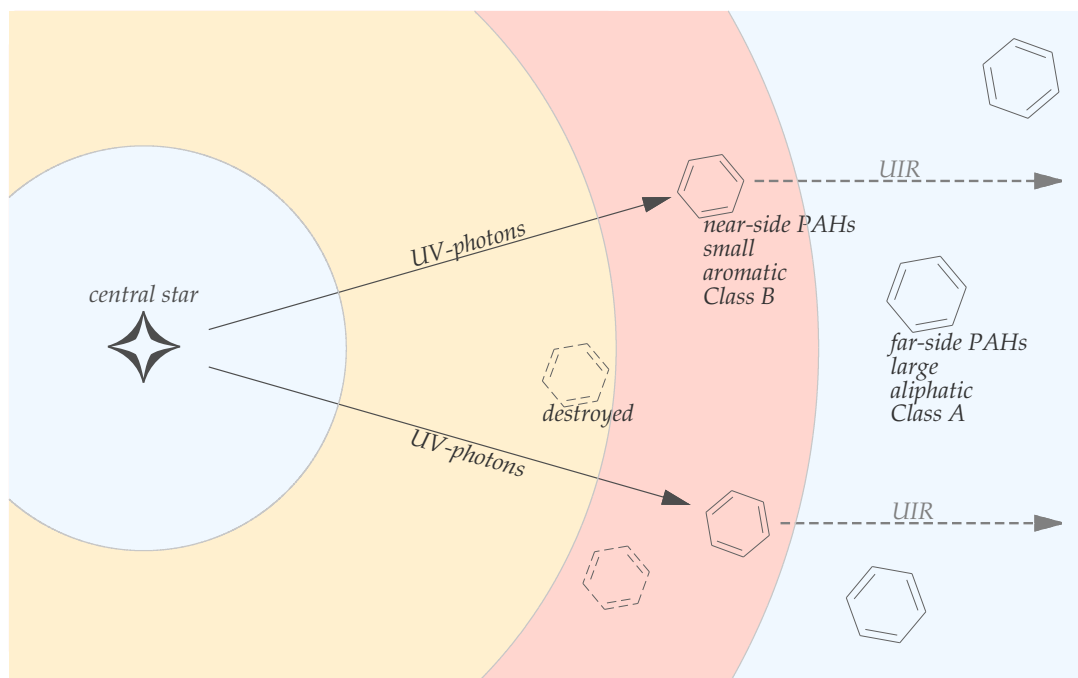 UIR
near-side PAHs
small
aromatic
Class B
UV-photons
central star
far-side PAHs
large
aliphatic
Class A
destroyed
UV-photons
UIR